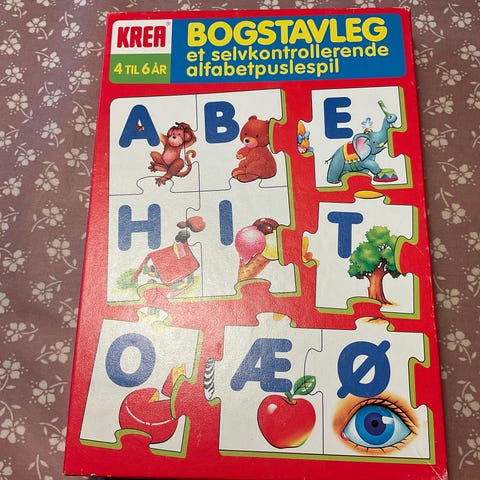 KREA®
4 TIL 6 ÅR
BOGSTAVLEG
et selvkontrollerende
alfabetpuslespil
A B E
H I T
O Æ Ø